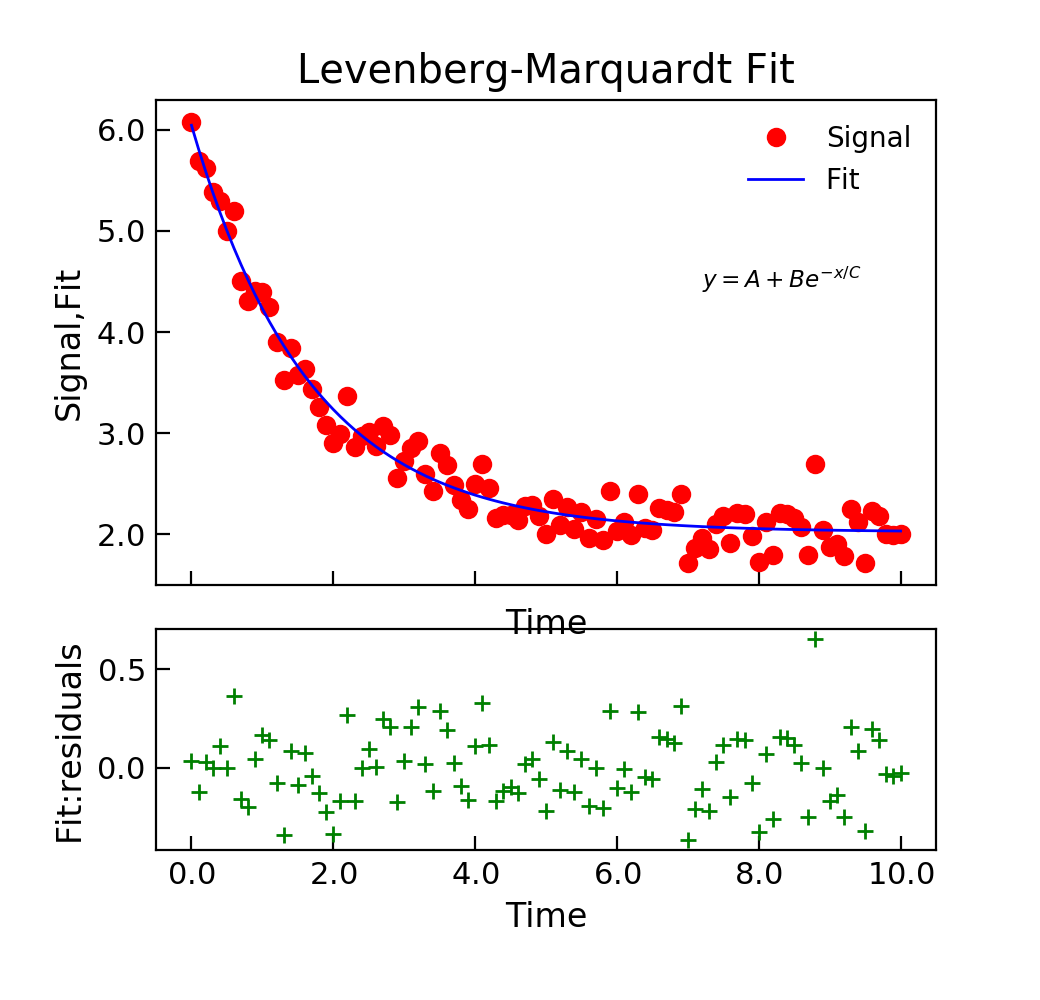 Levenberg-Marquardt Fit
6.0
5.0
4.0
3.0
2.0
Signal,Fit
Signal
Fit
y = A + Be^{-x/C}
Time
0.5
0.0
Fit:residuals
0.0 2.0 4.0 6.0 8.0 10.0
Time